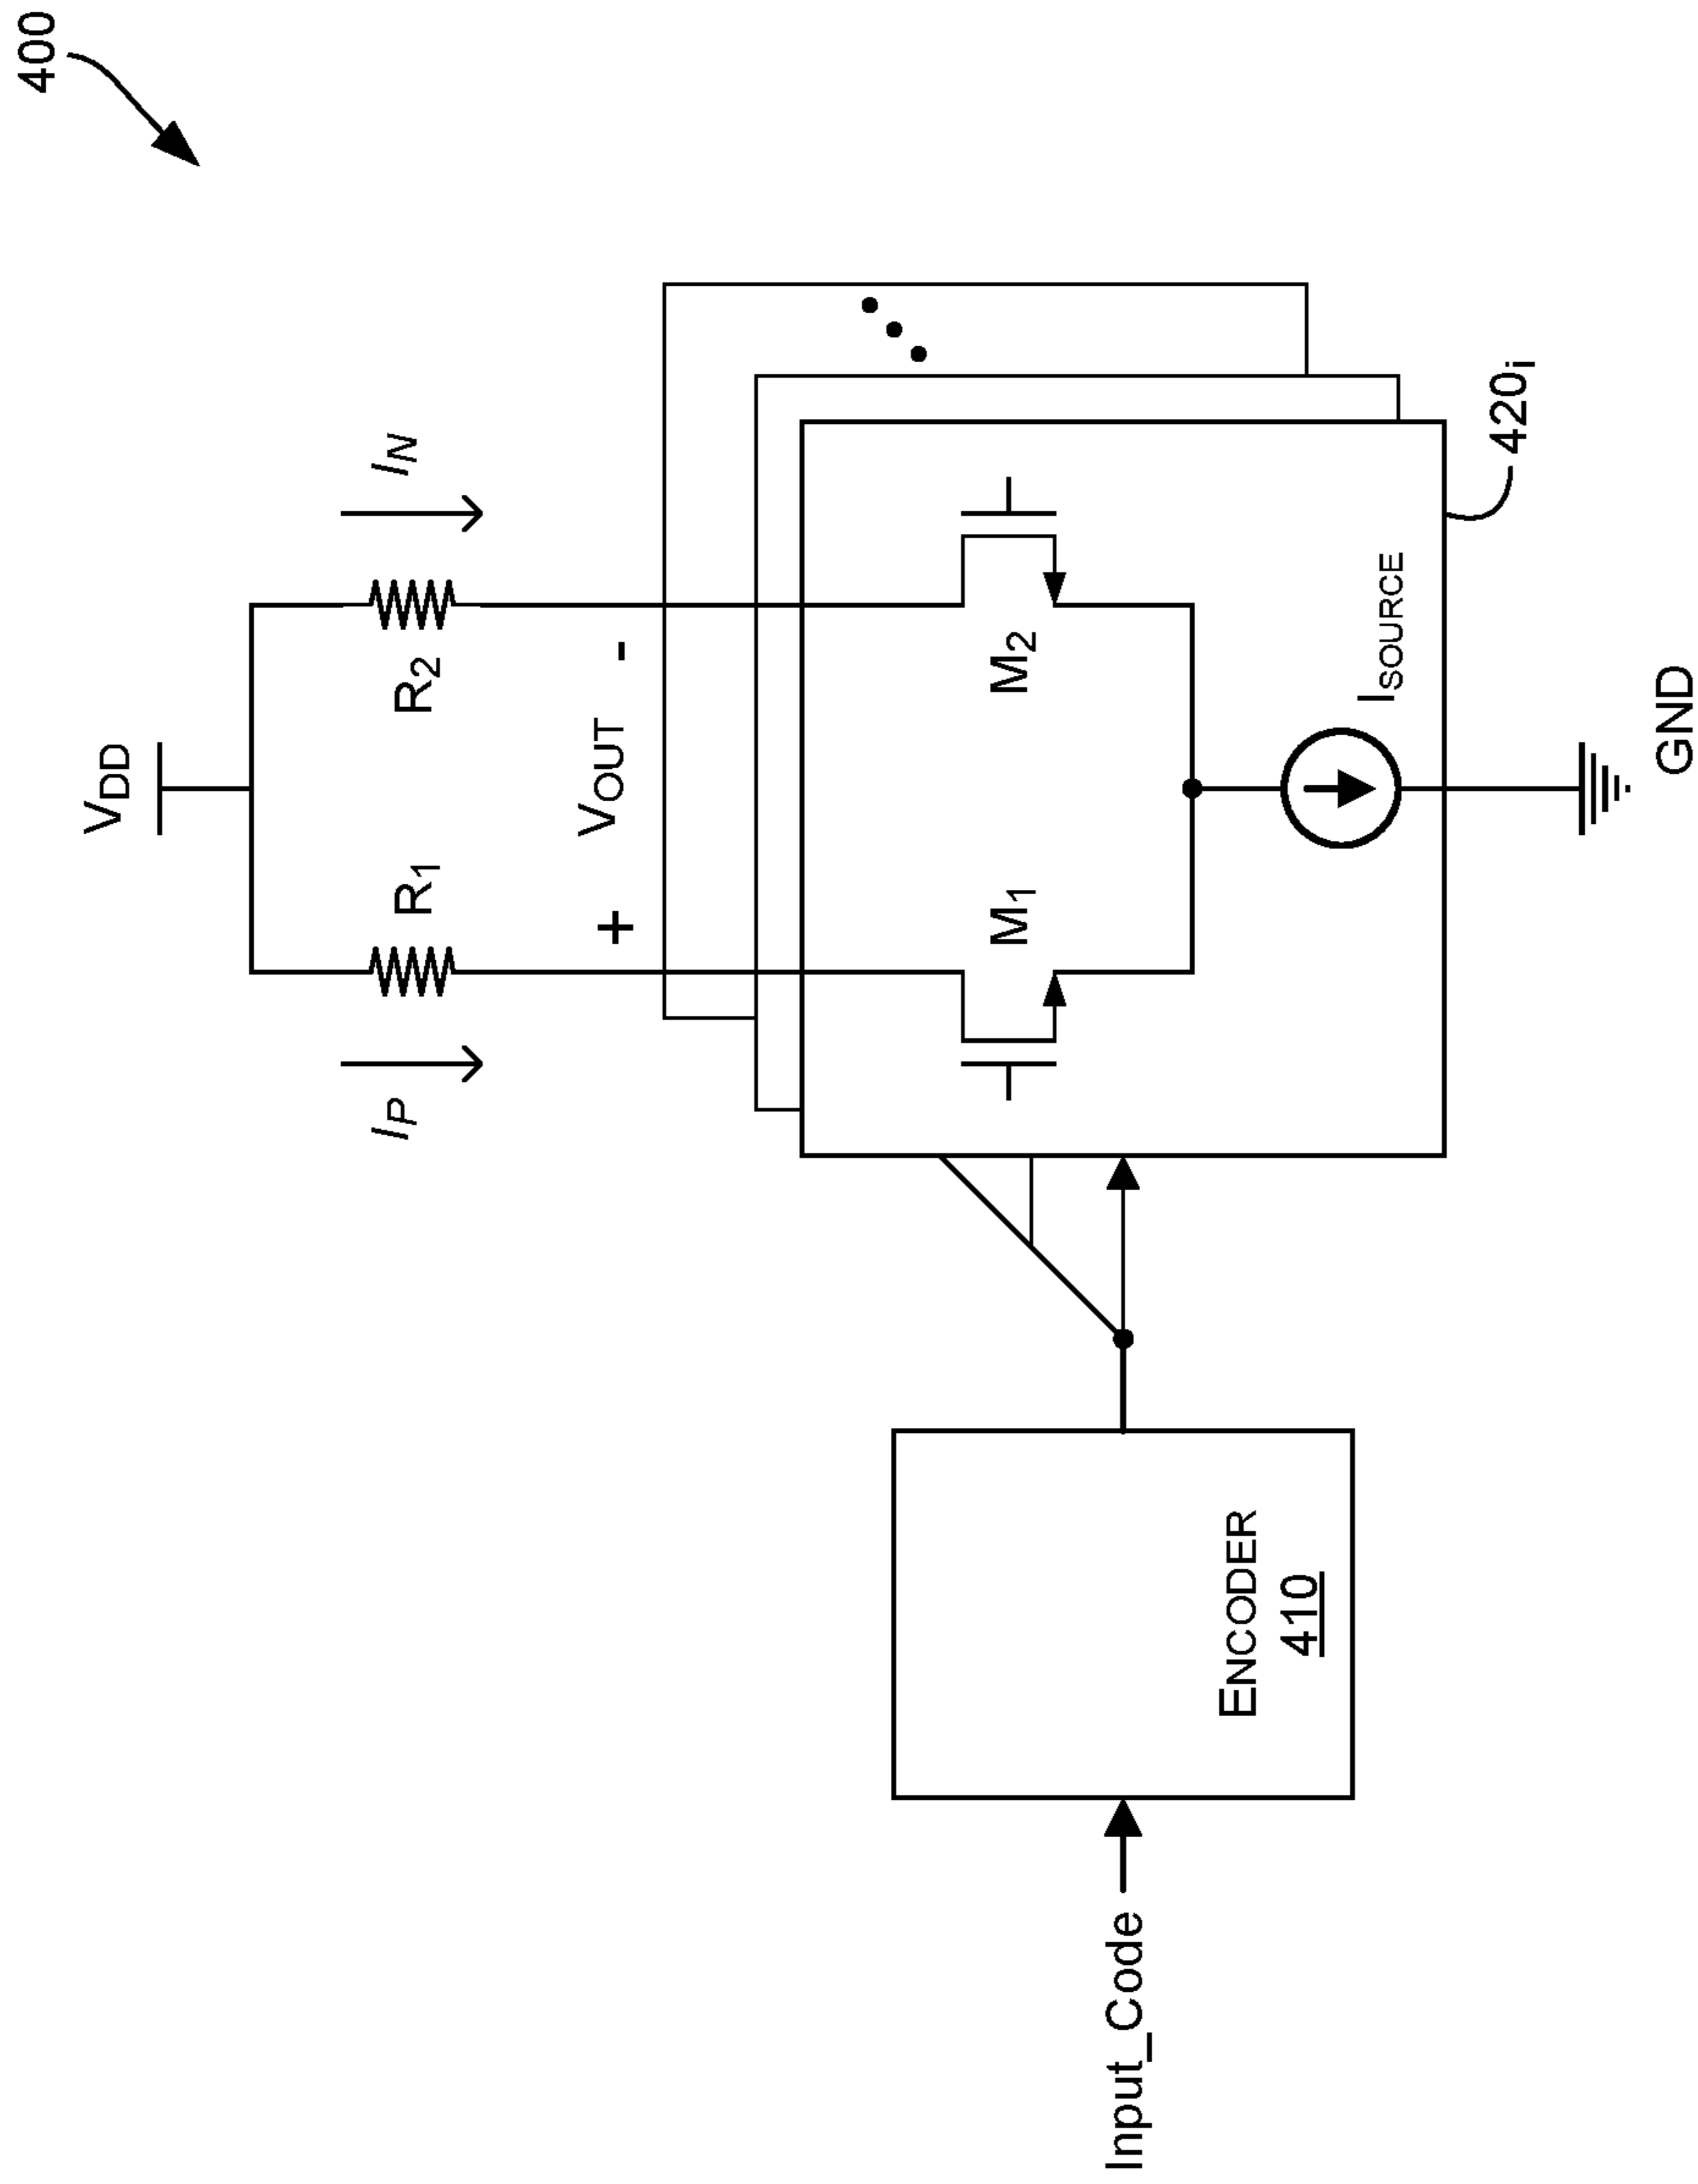 400
V_DD
R_1
R_2
I_P
I_N
+
V_OUT
-
M_1
M_2
I_SOURCE
420_i
GND
Input_Code
ENCODER
410